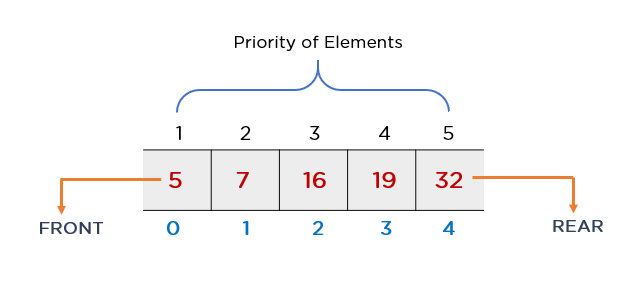 Priority of Elements
1 2 3 4 5
5 7 16 19 32
FRONT 0 1 2 3 4 REAR